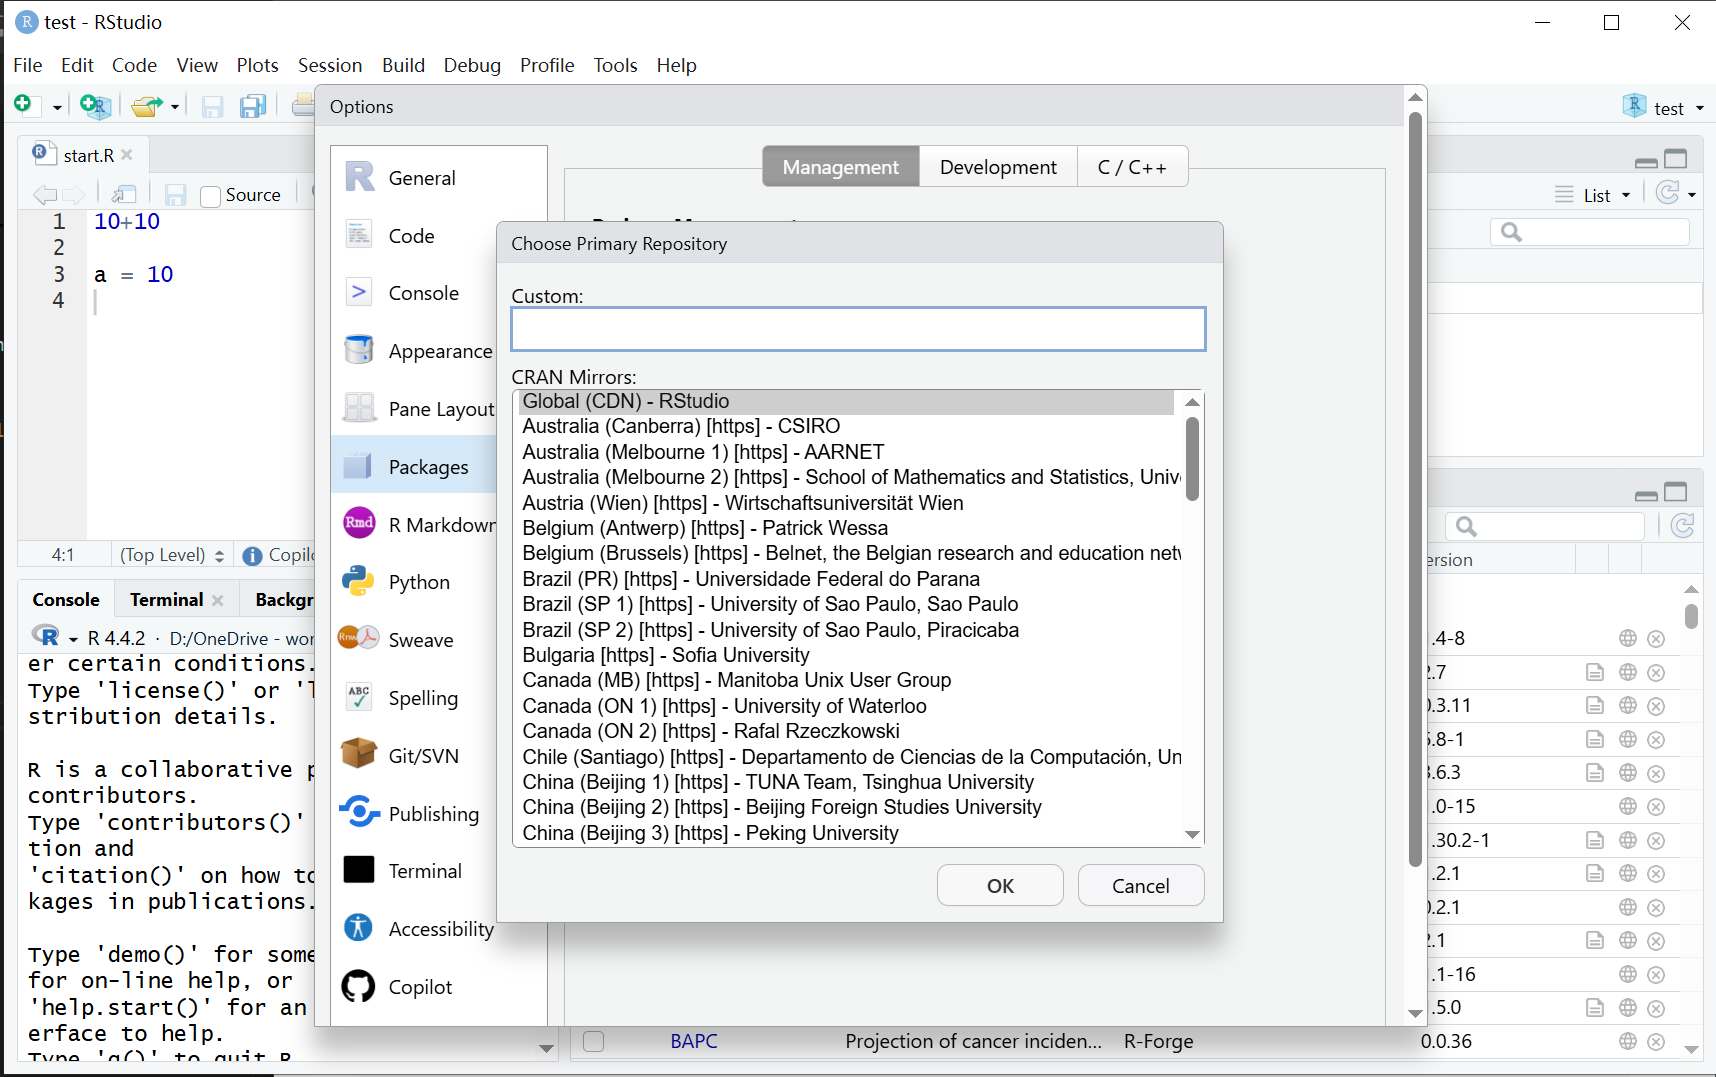 test - RStudio
File Edit Code View Plots Session Build Debug Profile Tools Help
Options
test
start.R
Source
1 10+10
2
3 a = 10
4
4:1 (Top Level)
Console Terminal
R 4.4.2 · D:/OneDrive -
er certain conditions.
Type 'license()' or
stribution details.
R is a collaborative
contributors.
Type 'contributors()'
tion and
'citation()' on how
kages in publications.
Type 'demo()' for some
for on-line help, or
'help.start()' for an
erface to help.
Type 'q()' to quit R
General
Code
Console
Appearance
Pane Layout
Packages
R Markdown
Python
Sweave
Spelling
Git/SVN
Publishing
Terminal
Accessibility
Copilot
Management Development C / C++
Choose Primary Repository
Custom:
CRAN Mirrors:
Global (CDN) - RStudio
Australia (Canberra) [https] - CSIRO
Australia (Melbourne 1) [https] - AARNET
Australia (Melbourne 2) [https] - School of Mathematics and Statistics,
Austria (Wien) [https] - Wirtschaftsuniversität Wien
Belgium (Antwerp) [https] - Patrick Wessa
Belgium (Brussels) [https] - Belnet, the Belgian research and education
Brazil (PR) [https] - Universidade Federal do Parana
Brazil (SP 1) [https] - University of Sao Paulo, Sao Paulo
Brazil (SP 2) [https] - University of Sao Paulo, Piracicaba
Bulgaria [https] - Sofia University
Canada (MB) [https] - Manitoba Unix User Group
Canada (ON 1) [https] - University of Waterloo
Canada (ON 2) [https] - Rafal Rzeczkowski
Chile (Santiago) [https] - Departamento de Ciencias de la Computación,
China (Beijing 1) [https] - TUNA Team, Tsinghua University
China (Beijing 2) [https] - Beijing Foreign Studies University
China (Beijing 3) [https] - Peking University
OK Cancel
List
ersion
.4-8
2.7
0.3.11
.8-1
3.6.3
.0-15
.30.2-1
.2.1
0.2.1
2.1
.1-16
.5.0
BAPC Projection of cancer inciden... R-Forge 0.0.36